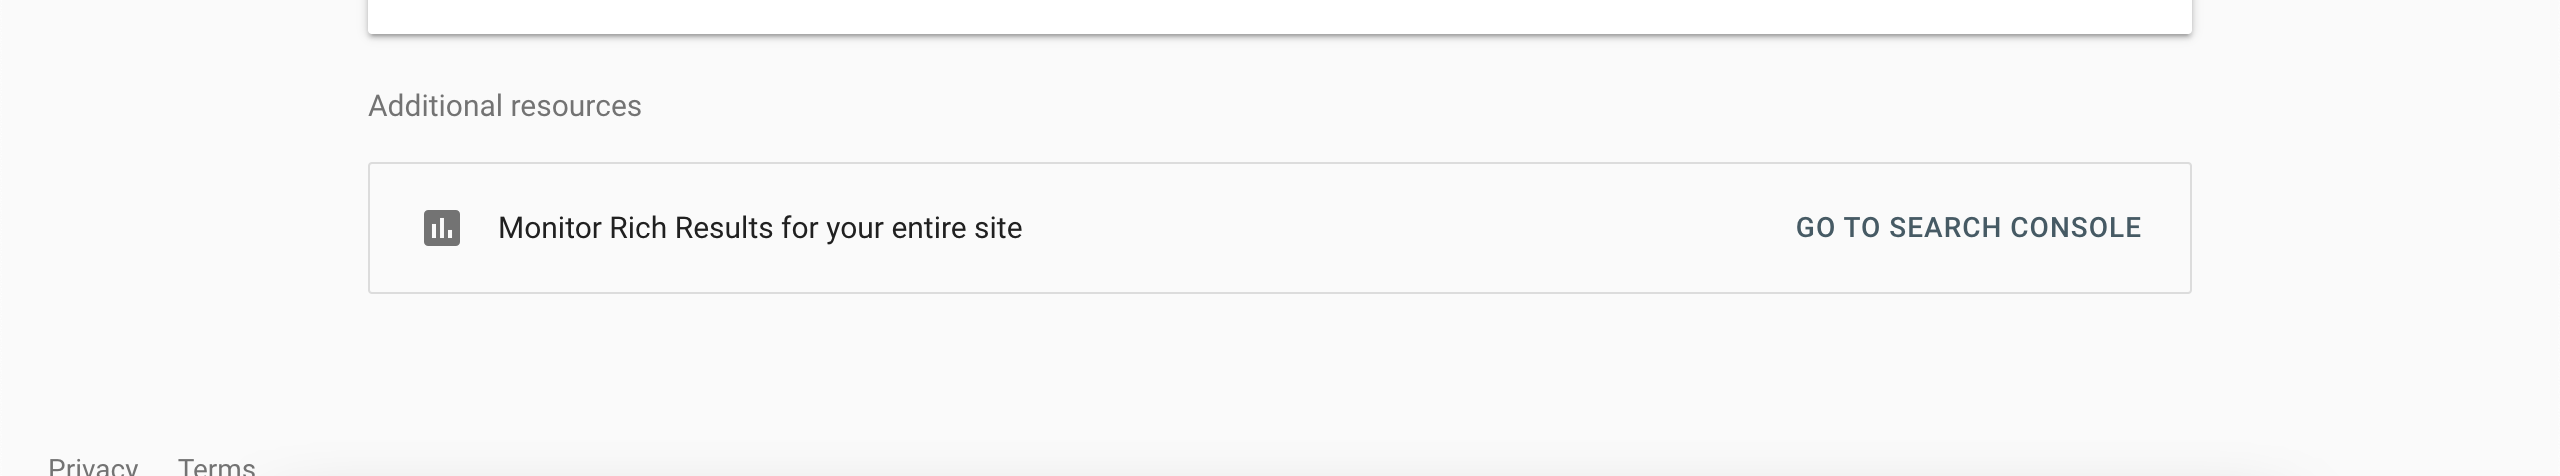 Additional resources
Monitor Rich Results for your entire site
GO TO SEARCH CONSOLE
Privacy Terms